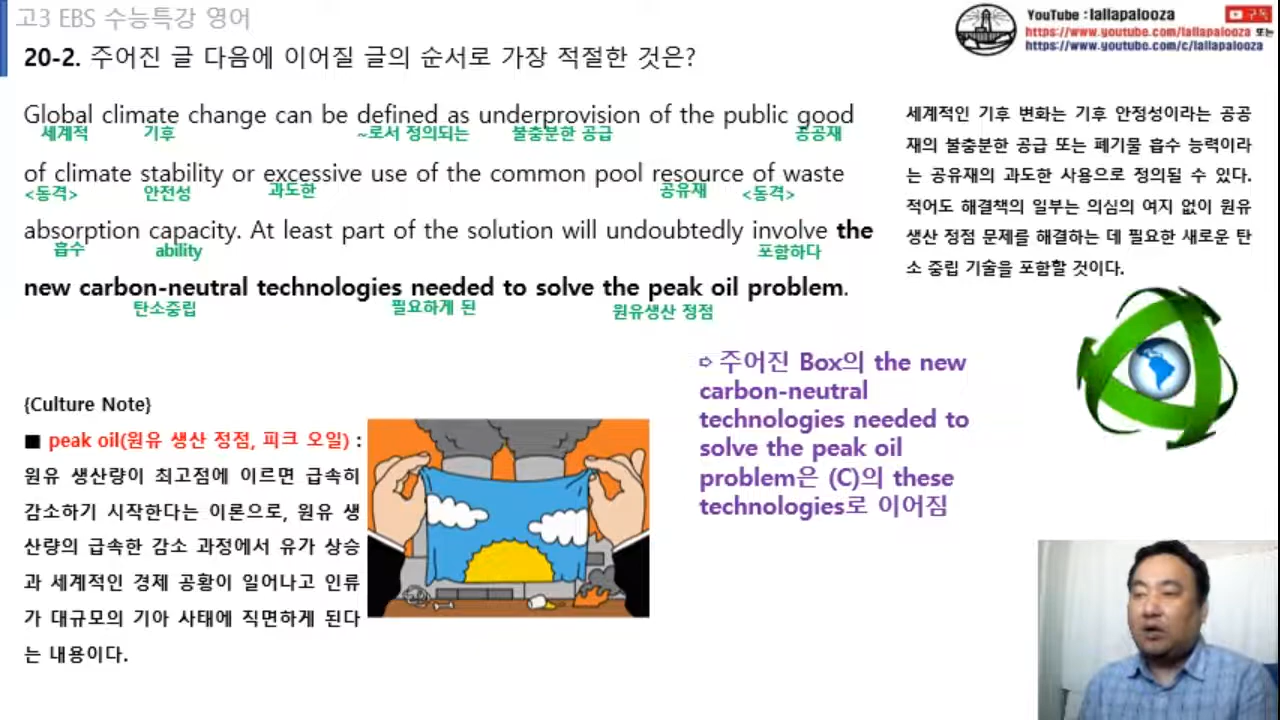 고3 EBS 수능특강 영어
YouTube : lallapalooza
구독
https://www.youtube.com/lallapalooza 또는
https://www.youtube.com/c/lallapalooza
20-2. 주어진 글 다음에 이어질 글의 순서로 가장 적절한 것은?
Global climate change can be defined as underprovision of the public good
세계적 기후 ~로서 정의되는 불충분한 공급 공공재
of climate stability or excessive use of the common pool resource of waste
<동격> 안전성 과도한 공유재 <동격>
absorption capacity. At least part of the solution will undoubtedly involve the
흡수 ability 포함하다
new carbon-neutral technologies needed to solve the peak oil problem.
탄소중립 필요하게 된 원유생산 정점
세계적인 기후 변화는 기후 안정성이라는 공공
재의 불충분한 공급 또는 폐기물 흡수 능력이라
는 공유재의 과도한 사용으로 정의될 수 있다.
적어도 해결책의 일부는 의심의 여지 없이 원유
생산 정점 문제를 해결하는 데 필요한 새로운 탄
소 중립 기술을 포함할 것이다.
⇨ 주어진 Box의 the new
carbon-neutral
technologies needed to
solve the peak oil
problem은 (C)의 these
technologies로 이어짐
{Culture Note}
■ peak oil(원유 생산 정점, 피크 오일) :
원유 생산량이 최고점에 이르면 급속히
감소하기 시작한다는 이론으로, 원유 생
산량의 급속한 감소 과정에서 유가 상승
과 세계적인 경제 공황이 일어나고 인류
가 대규모의 기아 사태에 직면하게 된다
는 내용이다.